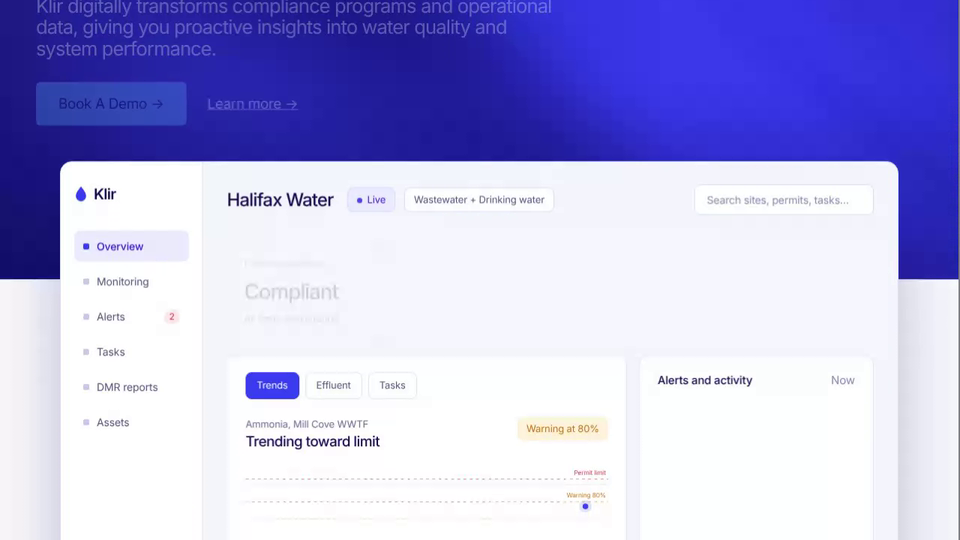 Klir digitally transforms compliance programs and operational
data, giving you proactive insights into water quality and
system performance.
Book A Demo →
Learn more →
Klir
Halifax Water
Live
Wastewater + Drinking water
Search sites, permits, tasks...
Overview
Monitoring
Alerts
2
Tasks
DMR reports
Assets
Compliant
Trends
Effluent
Tasks
Ammonia, Mill Cove WWTF
Trending toward limit
Warning at 80%
Permit limit
Warning 80%
Alerts and activity
Now